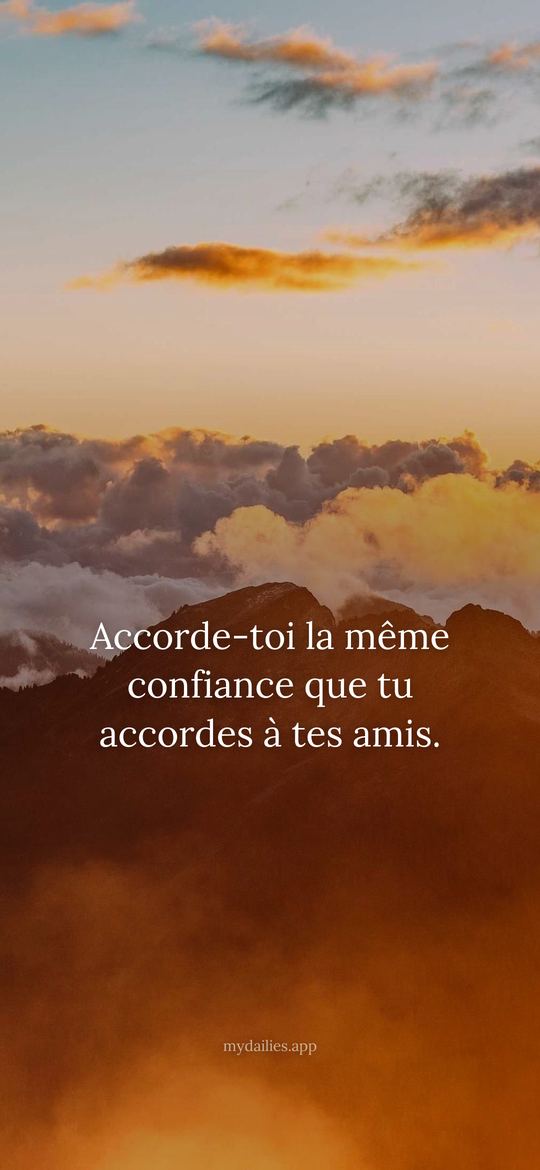 Accorde-toi la même
confiance que tu
accordes à tes amis.
mydailies.app